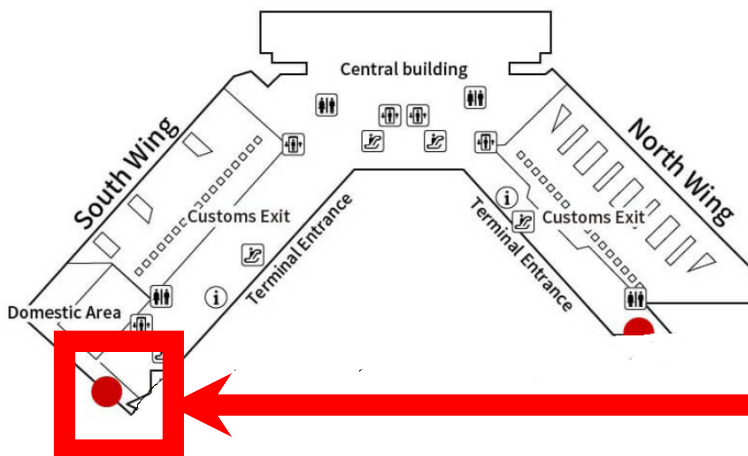 Central building
South Wing
North Wing
Customs Exit
Customs Exit
Terminal Entrance
Terminal Entrance
Domestic Area
i
i